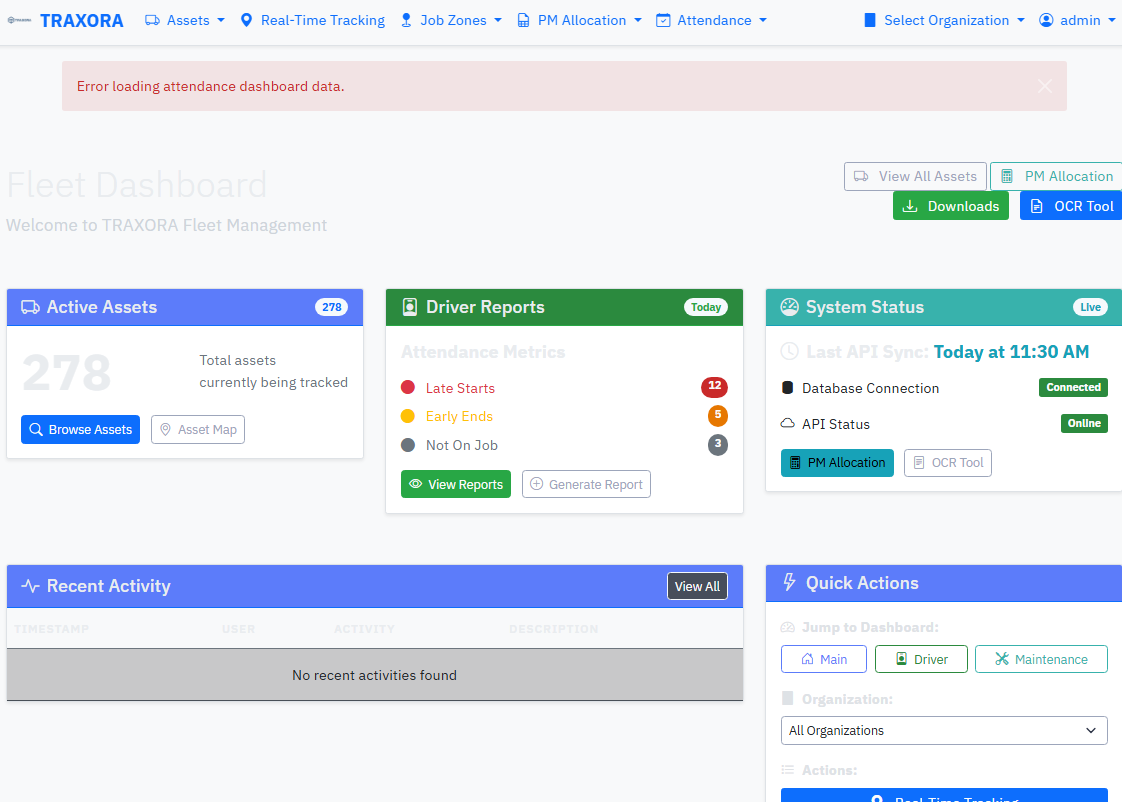 TRAXORA Assets Real-Time Tracking Job Zones PM Allocation Attendance Select Organization admin
Error loading attendance dashboard data.
Fleet Dashboard
Welcome to TRAXORA Fleet Management
View All Assets PM Allocation
Downloads OCR Tool
Active Assets 278
278
Total assets
currently being tracked
Browse Assets Asset Map
Driver Reports Today
Attendance Metrics
Late Starts 12
Early Ends 5
Not On Job 3
View Reports Generate Report
System Status Live
Last API Sync: Today at 11:30 AM
Database Connection Connected
API Status Online
PM Allocation OCR Tool
Recent Activity View All
TIMESTAMP USER ACTIVITY DESCRIPTION
No recent activities found
Quick Actions
Jump to Dashboard:
Main Driver Maintenance
Organization:
All Organizations
Actions:
Real-Time Tracking